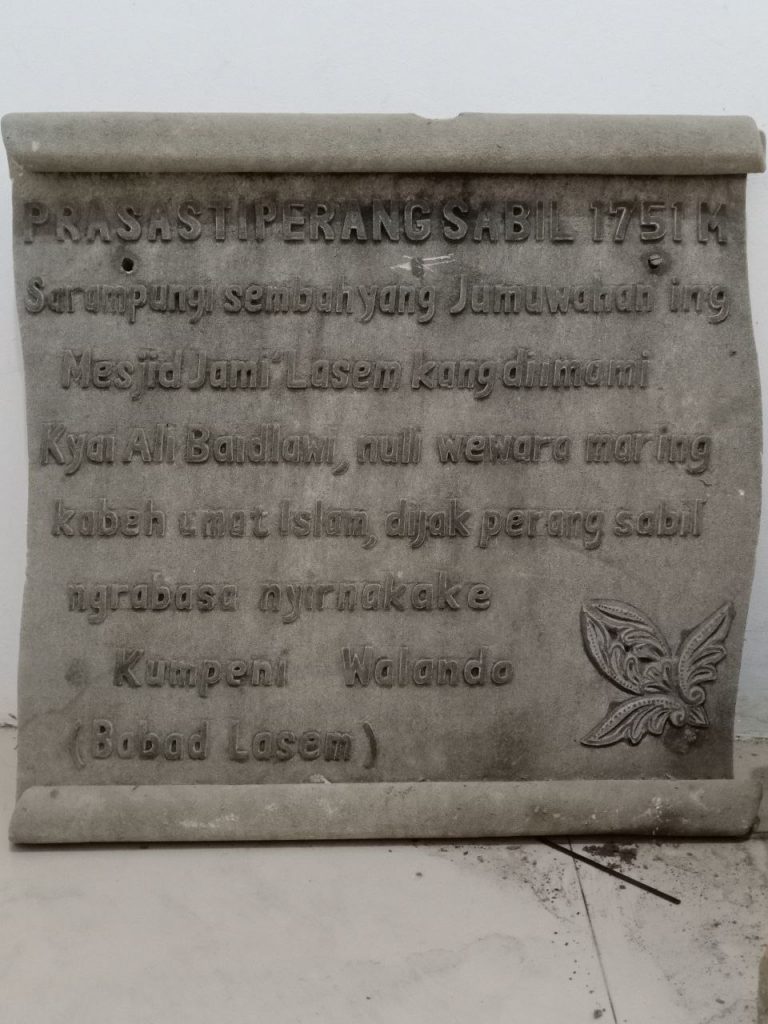 PRASASTI PERANG SABIL 1751 M
Sarampungi sembahyang Jumuwahan ing
Mesjid Jami' Lasem kang diimami
Kyai Ali Baidlawi, nuli wewara maring
kabeh umat Islam, dijak perang sabil
ngrabasa nyirnakake
Kumpeni Walanda
(Babad Lasem)